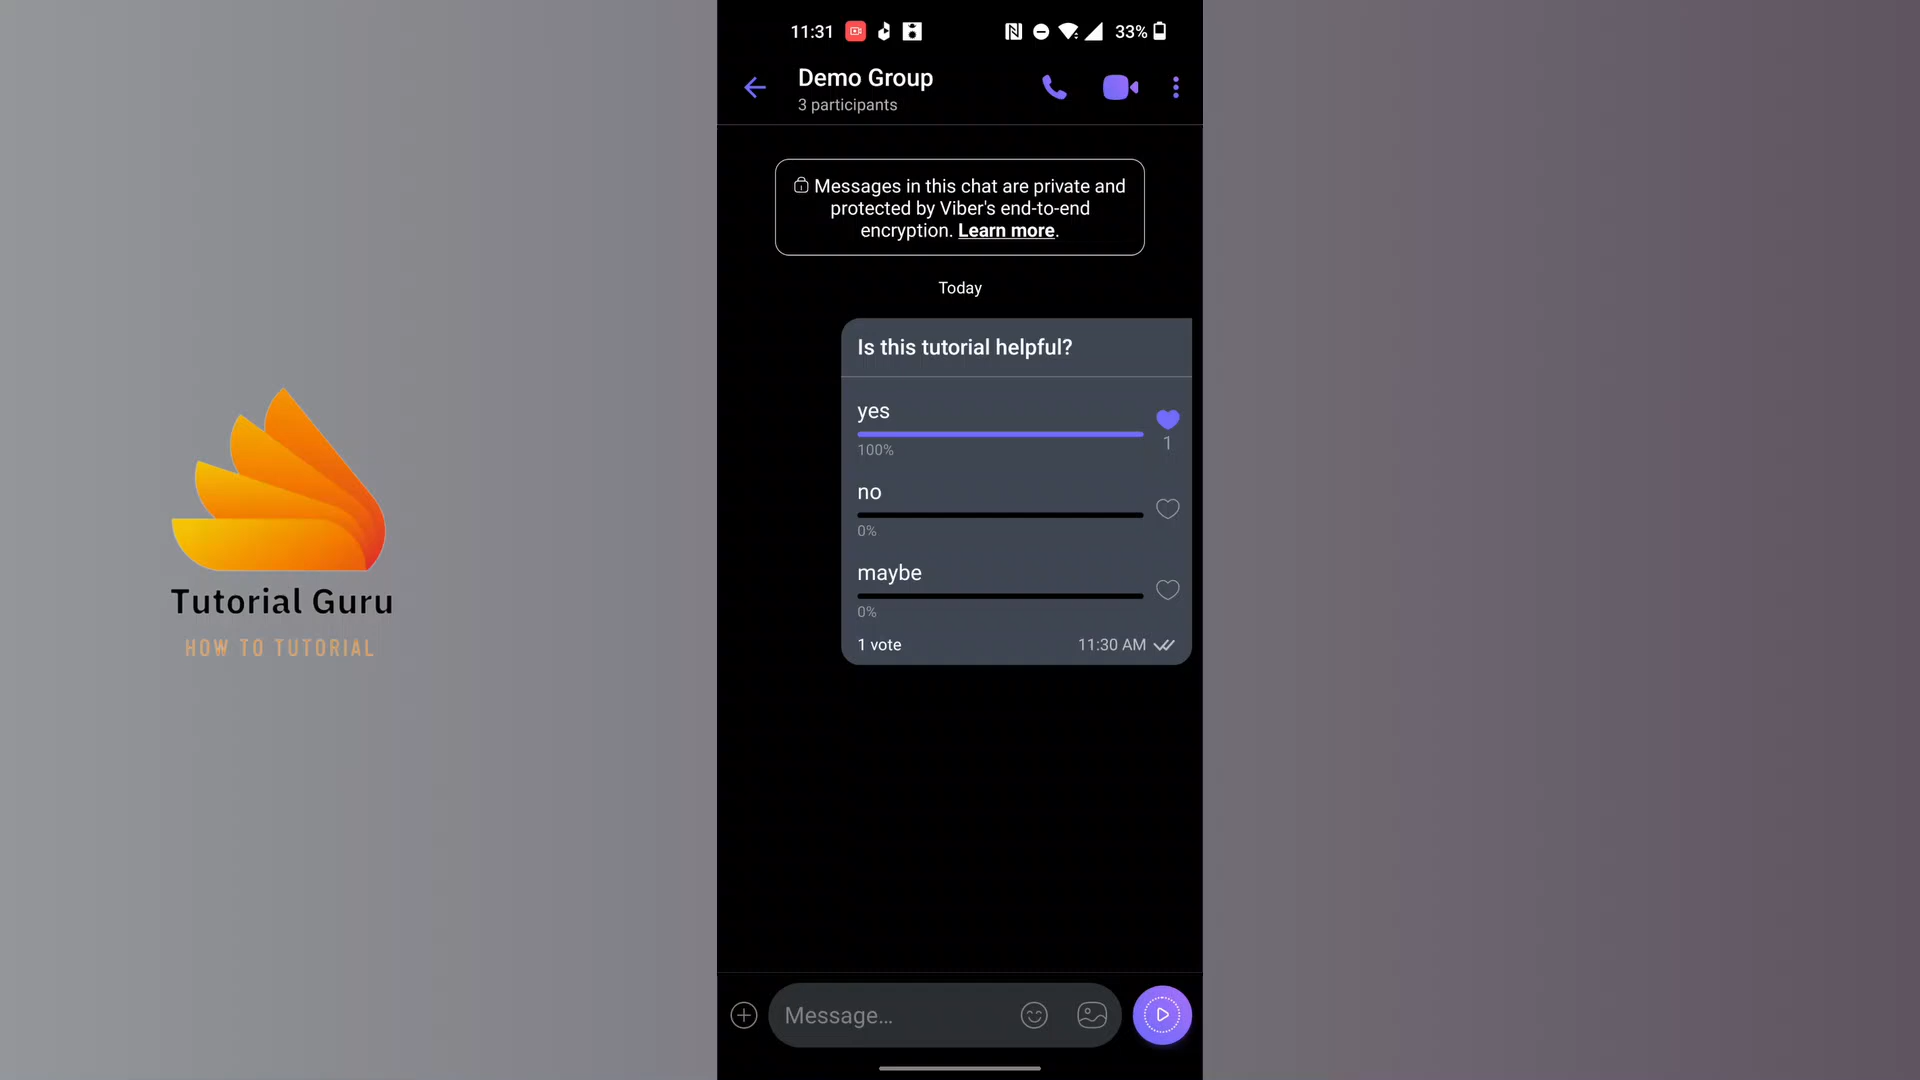 11:31
33%
Demo Group
3 participants
Messages in this chat are private and
protected by Viber's end-to-end
encryption. Learn more.
Today
Is this tutorial helpful?
yes
1
100%
no
0%
maybe
0%
1 vote
11:30 AM
Tutorial Guru
HOW TO TUTORIAL
Message...